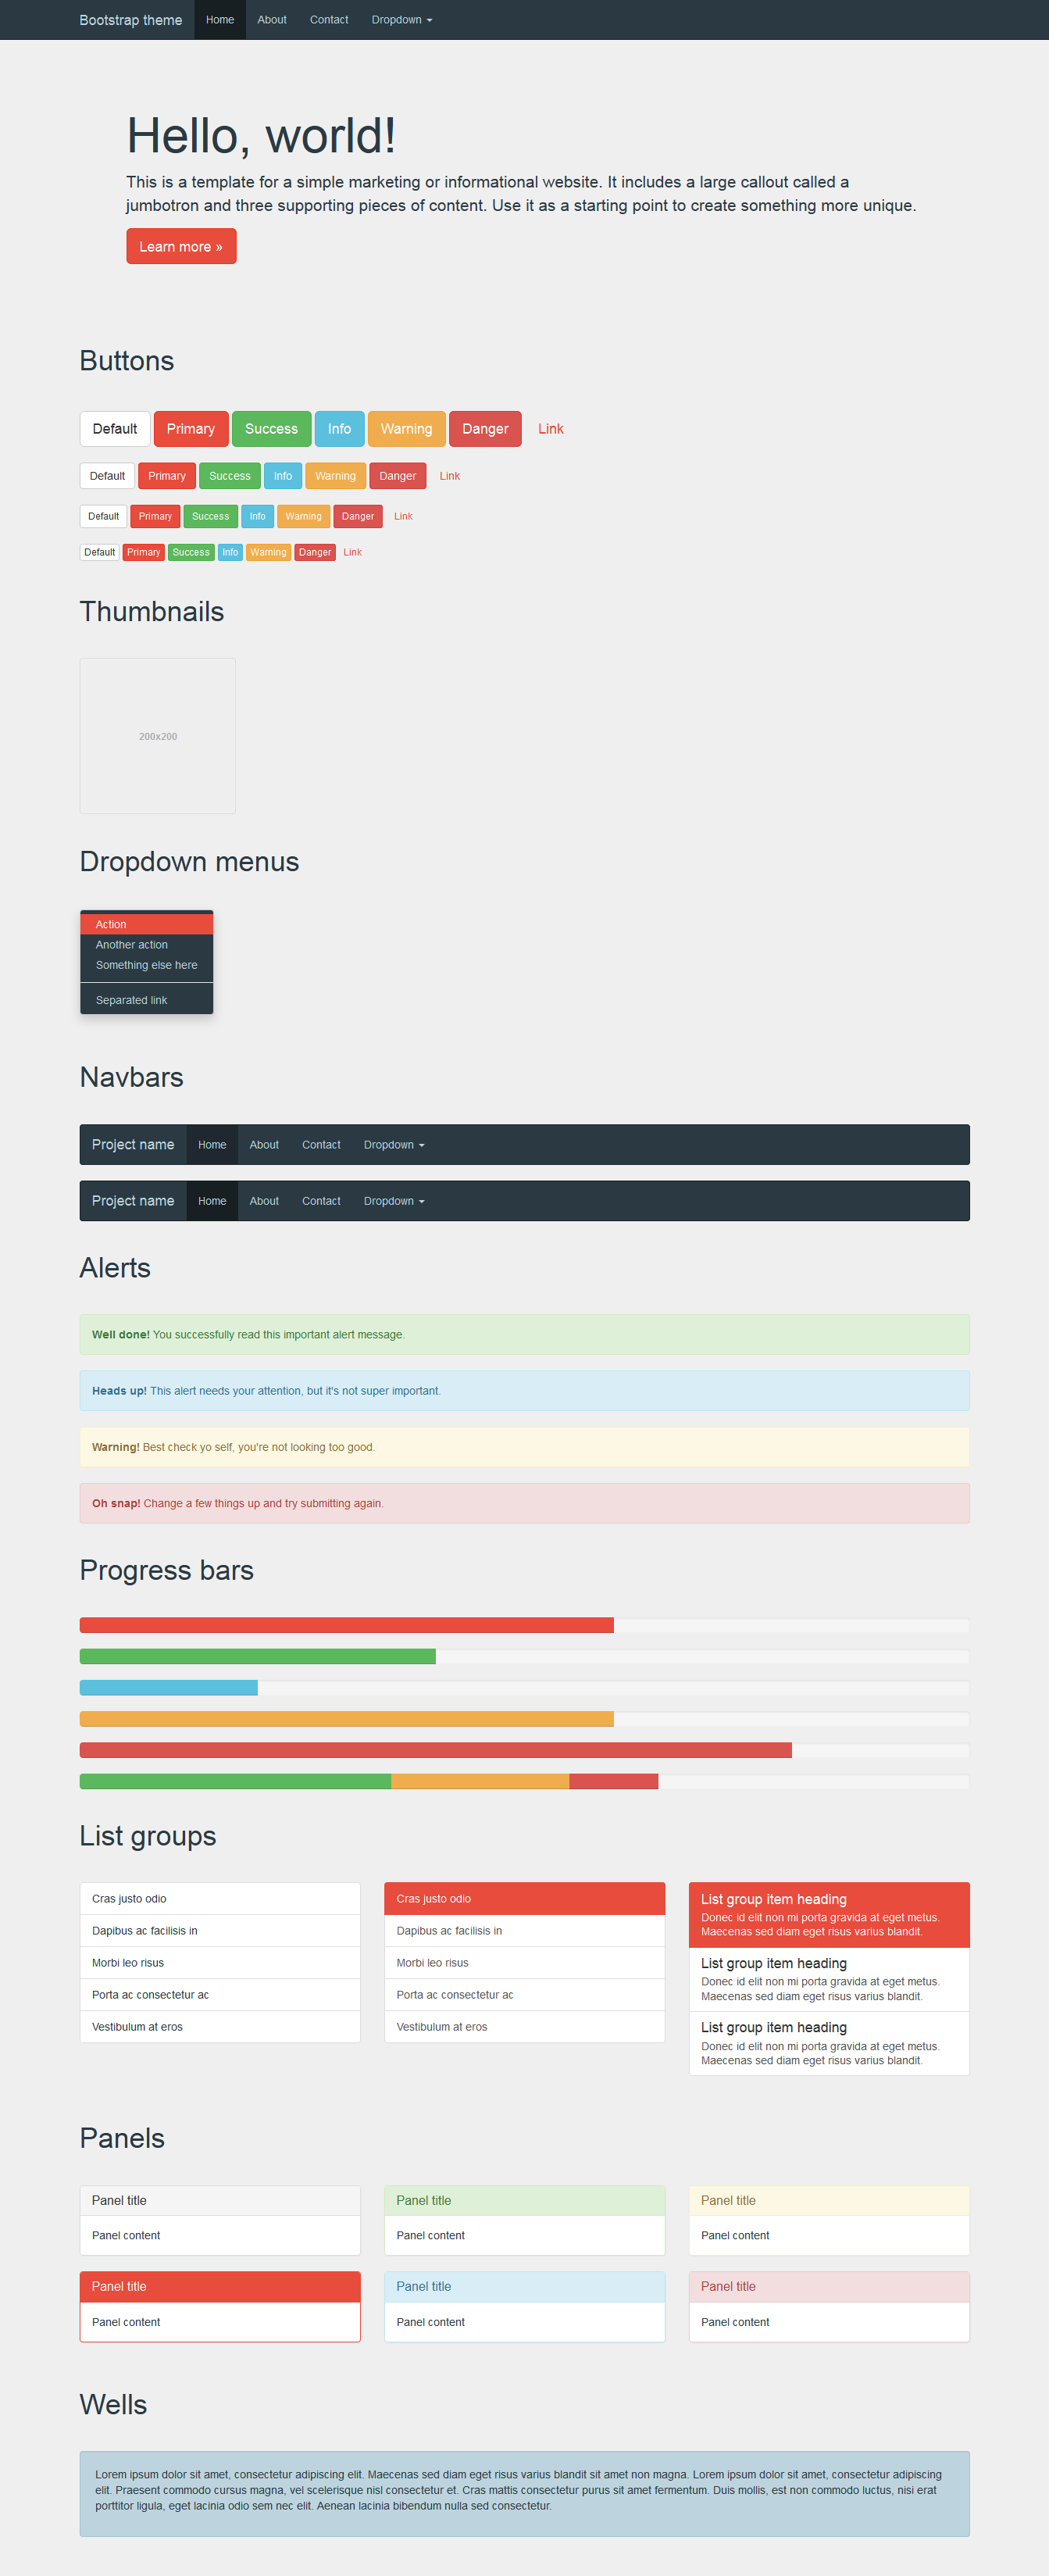 Bootstrap theme Home About Contact Dropdown
Hello, world!
This is a template for a simple marketing or informational website. It includes a large callout called a
jumbotron and three supporting pieces of content. Use it as a starting point to create something more unique.
Learn more »
Buttons
Default Primary Success Info Warning Danger Link
Default Primary Success Info Warning Danger Link
Default Primary Success Info Warning Danger Link
Default Primary Success Info Warning Danger Link
Thumbnails
200x200
Dropdown menus
Action
Another action
Something else here
Separated link
Navbars
Project name Home About Contact Dropdown
Project name Home About Contact Dropdown
Alerts
Well done! You successfully read this important alert message.
Heads up! This alert needs your attention, but it's not super important.
Warning! Best check yo self, you're not looking too good.
Oh snap! Change a few things up and try submitting again.
Progress bars
List groups
Cras justo odio
Dapibus ac facilisis in
Morbi leo risus
Porta ac consectetur ac
Vestibulum at eros
Cras justo odio
Dapibus ac facilisis in
Morbi leo risus
Porta ac consectetur ac
Vestibulum at eros
List group item heading
Donec id elit non mi porta gravida at eget metus.
Maecenas sed diam eget risus varius blandit.
List group item heading
Donec id elit non mi porta gravida at eget metus.
Maecenas sed diam eget risus varius blandit.
List group item heading
Donec id elit non mi porta gravida at eget metus.
Maecenas sed diam eget risus varius blandit.
Panels
Panel title
Panel content
Panel title
Panel content
Panel title
Panel content
Panel title
Panel content
Panel title
Panel content
Panel title
Panel content
Wells
Lorem ipsum dolor sit amet, consectetur adipiscing elit. Maecenas sed diam eget risus varius blandit sit amet non magna. Lorem ipsum dolor sit amet, consectetur adipiscing
elit. Praesent commodo cursus magna, vel scelerisque nisl consectetur et. Cras mattis consectetur purus sit amet fermentum. Duis mollis, est non commodo luctus, nisi erat
porttitor ligula, eget lacinia odio sem nec elit. Aenean lacinia bibendum nulla sed consectetur.